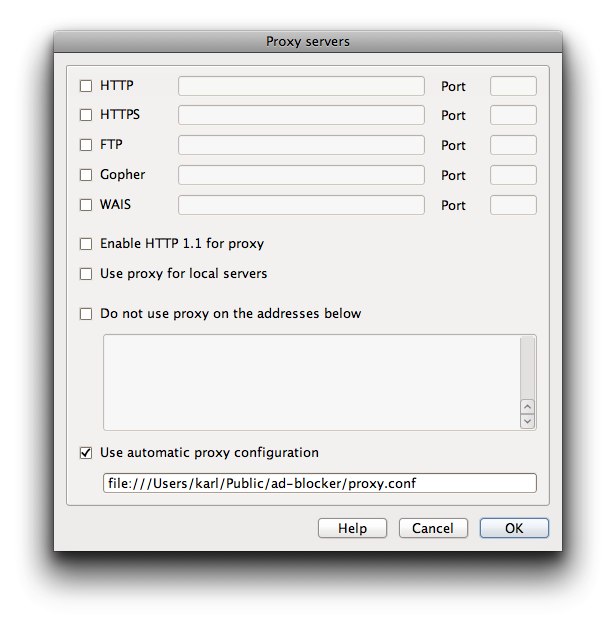 Proxy servers
HTTP Port
HTTPS Port
FTP Port
Gopher Port
WAIS Port
Enable HTTP 1.1 for proxy
Use proxy for local servers
Do not use proxy on the addresses below
Use automatic proxy configuration
file:///Users/karl/Public/ad-blocker/proxy.conf
Help Cancel OK